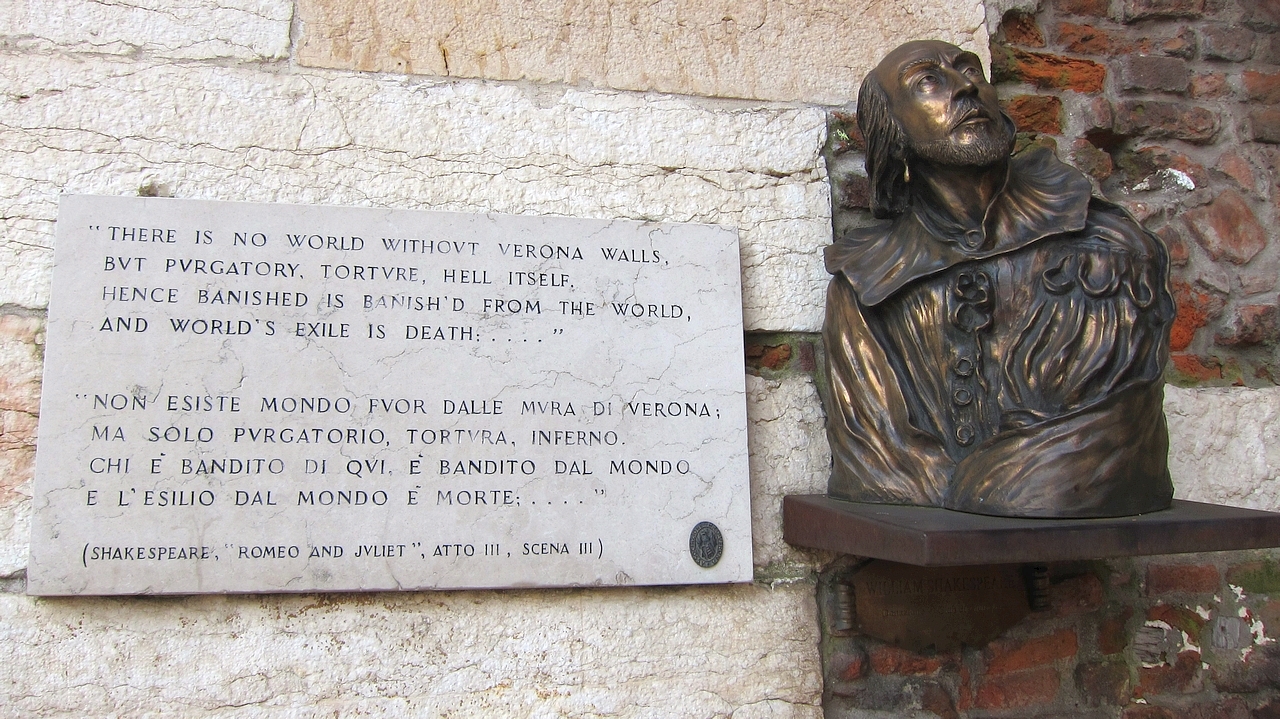 "THERE IS NO WORLD WITHOVT VERONA WALLS,
BVT PVRGATORY, TORTVRE, HELL ITSELF.
HENCE BANISHED IS BANISH'D FROM THE WORLD,
AND WORLD'S EXILE IS DEATH: . . . . "
"NON ESISTE MONDO FVOR DALLE MVRA DI VERONA;
MA SOLO PVRGATORIO, TORTVRA, INFERNO.
CHI È BANDITO DI QVI, È BANDITO DAL MONDO
E L'ESILIO DAL MONDO È MORTE; . . . . "
(SHAKESPEARE, "ROMEO AND JVLIET", ATTO III, SCENA III)
WILLIAM SHAKESPEARE